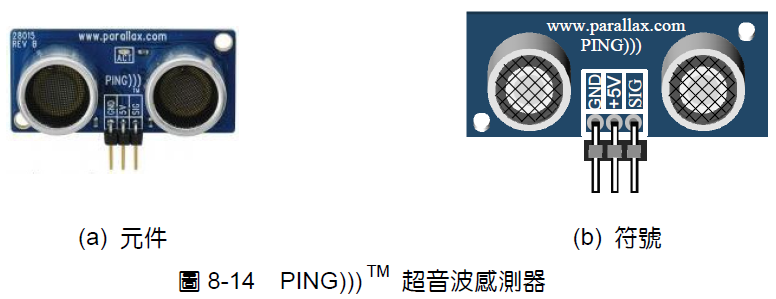 28015
REV B
www.parallax.com
ACT
PING)))
TM
GND
5V
SIG
www.parallax.com
PING)))
GND
+5V
SIG
(a) 元件
(b) 符號
圖 8-14 PING)))TM 超音波感測器